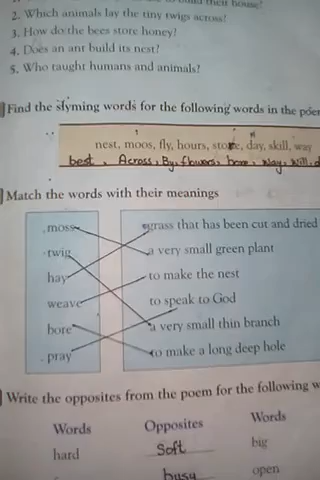 their house?
2. Which animals lay the tiny twigs across?
3. How do the bees store honey?
4. Does an ant build its nest?
5. Who taught humans and animals?
Find the rhyming words for the following words in the poem
nest, moos, fly, hours, store, day, skill, way
best, Across, By, flowers, bore, way, will, d
Match the words with their meanings
moss grass that has been cut and dried
twig a very small green plant
hay to make the nest
weave to speak to God
bore a very small thin branch
pray to make a long deep hole
Write the opposites from the poem for the following w
Words Opposites Words
hard Soft big
busy open